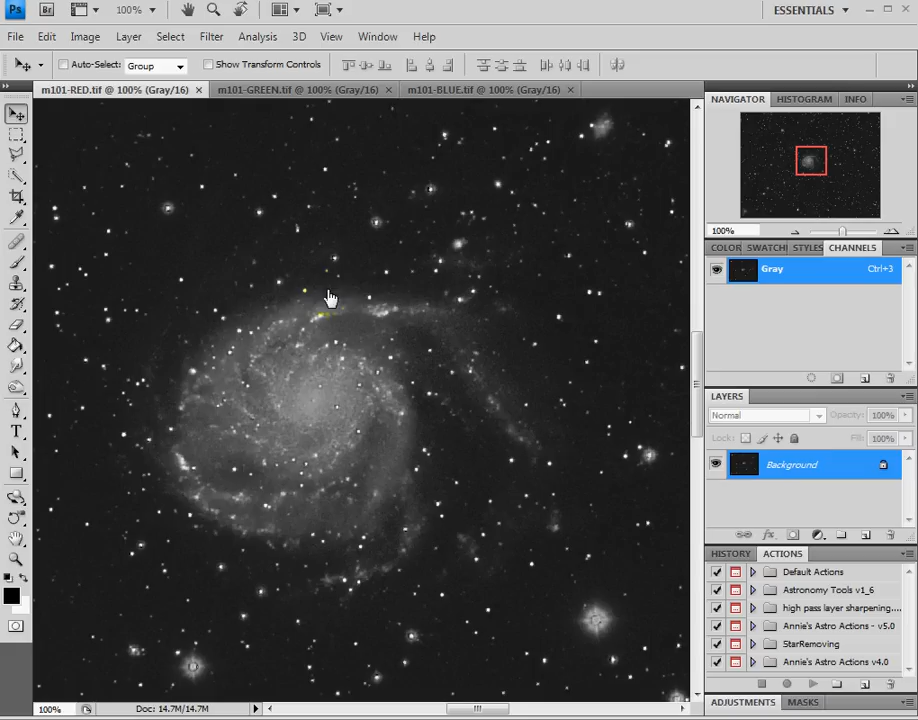 Ps Br 100% ESSENTIALS
File Edit Image Layer Select Filter Analysis 3D View Window Help
Auto-Select: Group Show Transform Controls
m101-RED.tif @ 100% (Gray/16) m101-GREEN.tif @ 100% (Gray/16) m101-BLUE.tif @ 100% (Gray/16)
NAVIGATOR HISTOGRAM INFO
100%
COLOR SWATCH STYLES CHANNELS
Gray Ctrl+3
LAYERS
Normal Opacity: 100%
Lock: Fill: 100%
Background
HISTORY ACTIONS
Default Actions
Astronomy Tools v1_6
high pass layer sharpening....
Annie's Astro Actions - v5.0
StarRemoving
Annie's Astro Actions v4.0
ADJUSTMENTS MASKS
100% Doc: 14.7M/14.7M